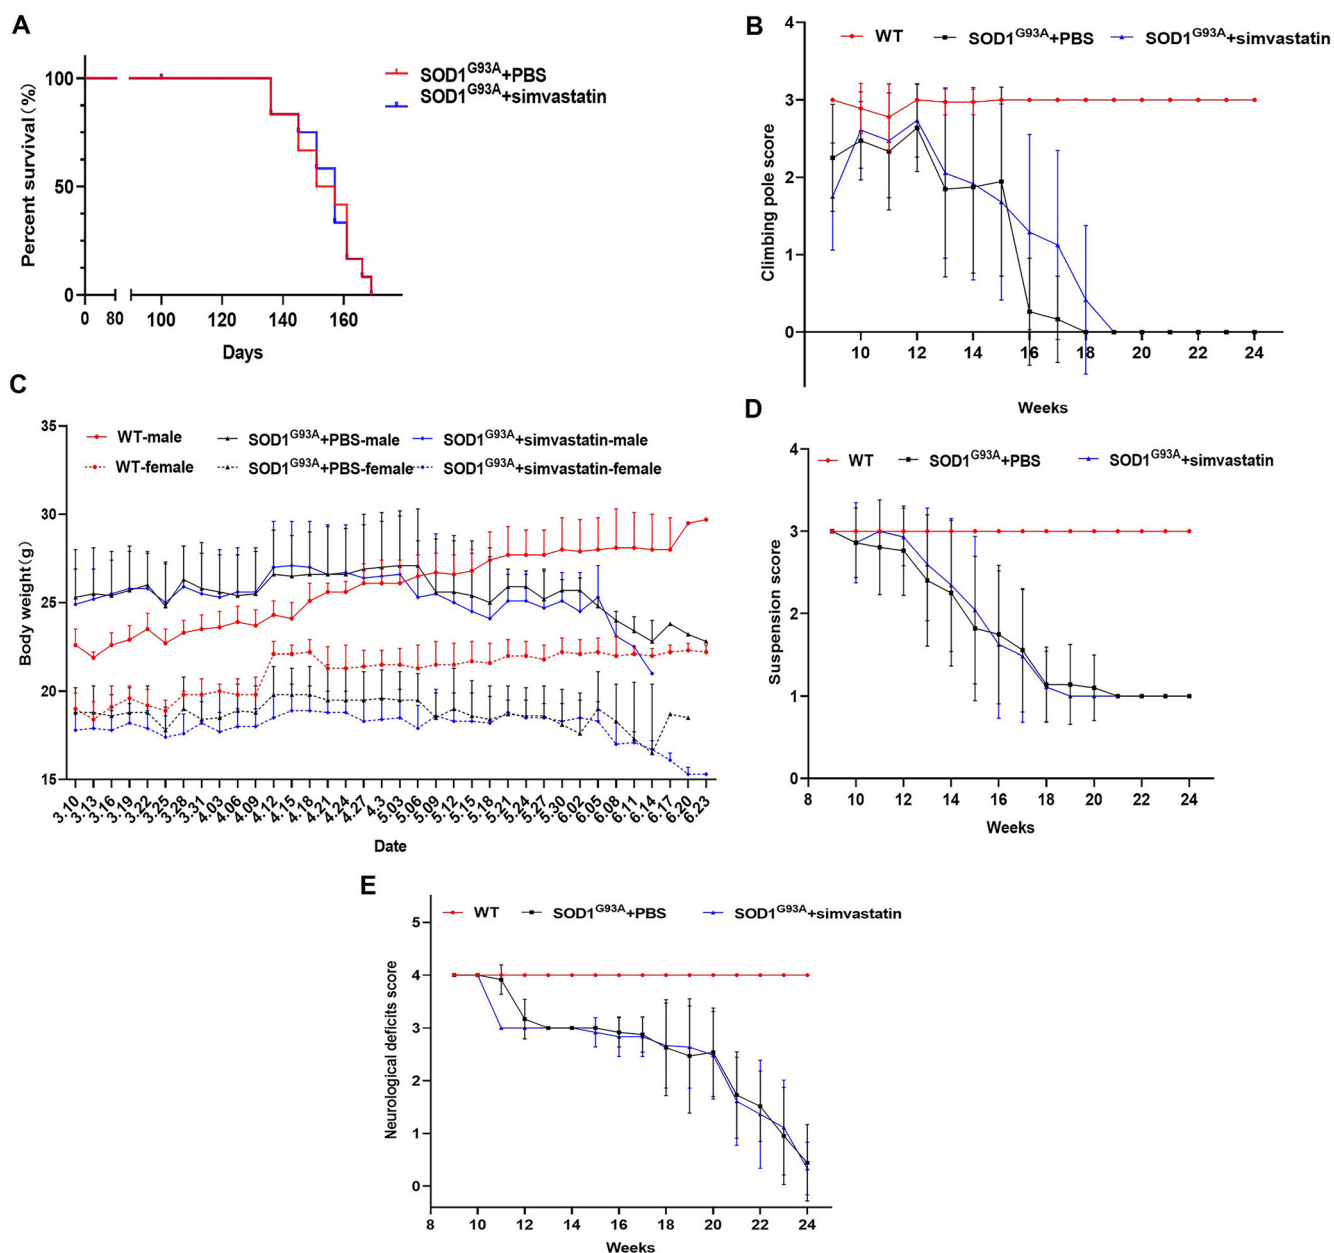 A
Percent survival (%)
100
50
0
0 80 100 120 140 160
Days
SOD1G93A+PBS
SOD1G93A+simvastatin
B
WT
SOD1G93A+PBS
SOD1G93A+simvastatin
Climbing pole score
4
3
2
1
0
10 12 14 16 18 20 22 24
Weeks
C
WT-male
SOD1G93A+PBS-male
SOD1G93A+simvastatin-male
WT-female
SOD1G93A+PBS-female
SOD1G93A+simvastatin-female
Body weight(g)
35
30
25
20
15
3.10 3.13 3.16 3.19 3.22 3.25 3.28 3.31 4.03 4.06 4.09 4.12 4.15 4.18 4.21 4.24 4.27 4.3 5.03 5.06 5.09 5.12 5.15 5.18 5.21 5.24 5.27 5.30 6.02 6.05 6.08 6.11 6.14 6.17 6.20 6.23
Date
D
WT
SOD1G93A+PBS
SOD1G93A+simvastatin
Suspension score
4
3
2
1
0
8 10 12 14 16 18 20 22 24
Weeks
E
WT
SOD1G93A+PBS
SOD1G93A+simvastatin
Neurological deficits score
5
4
3
2
1
0
8 10 12 14 16 18 20 22 24
Weeks